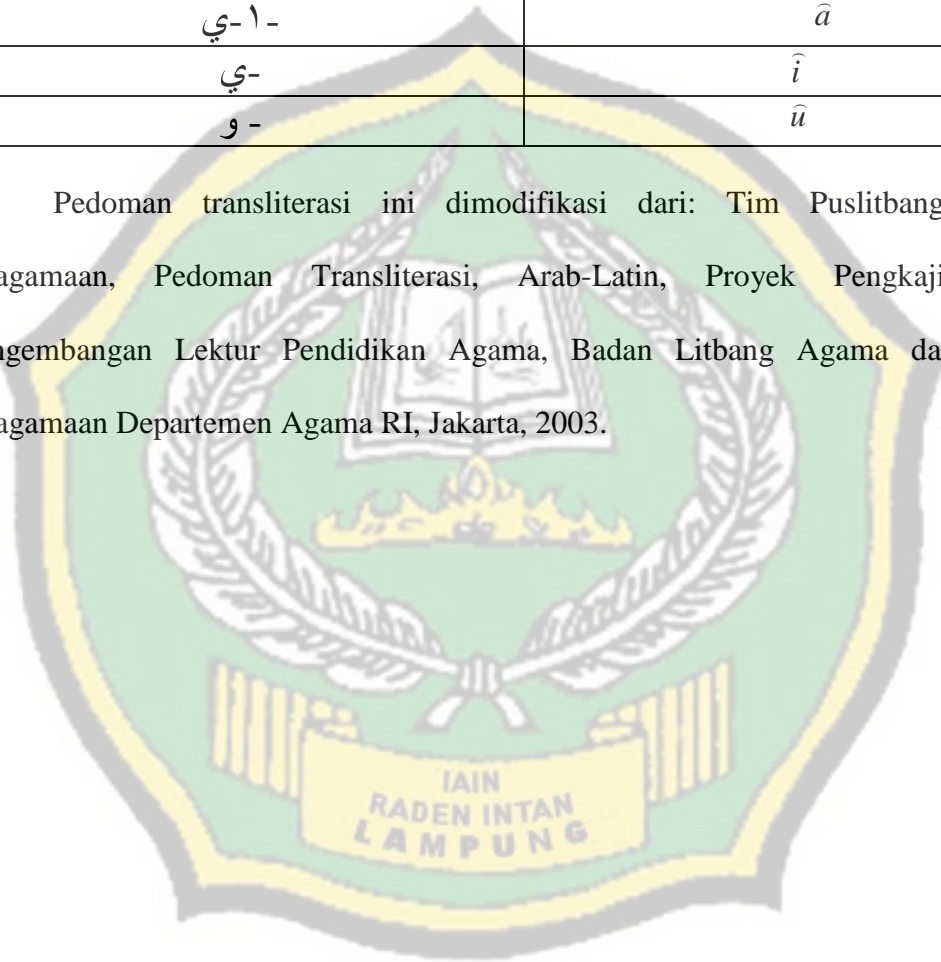 ي-١- â
ي- î
و - û
Pedoman transliterasi ini dimodifikasi dari: Tim Puslitbang
agamaan, Pedoman Transliterasi, Arab-Latin, Proyek Pengkaji
ngembangan Lektur Pendidikan Agama, Badan Litbang Agama da
agamaan Departemen Agama RI, Jakarta, 2003.
IAIN
RADEN INTAN
LAMPUNG